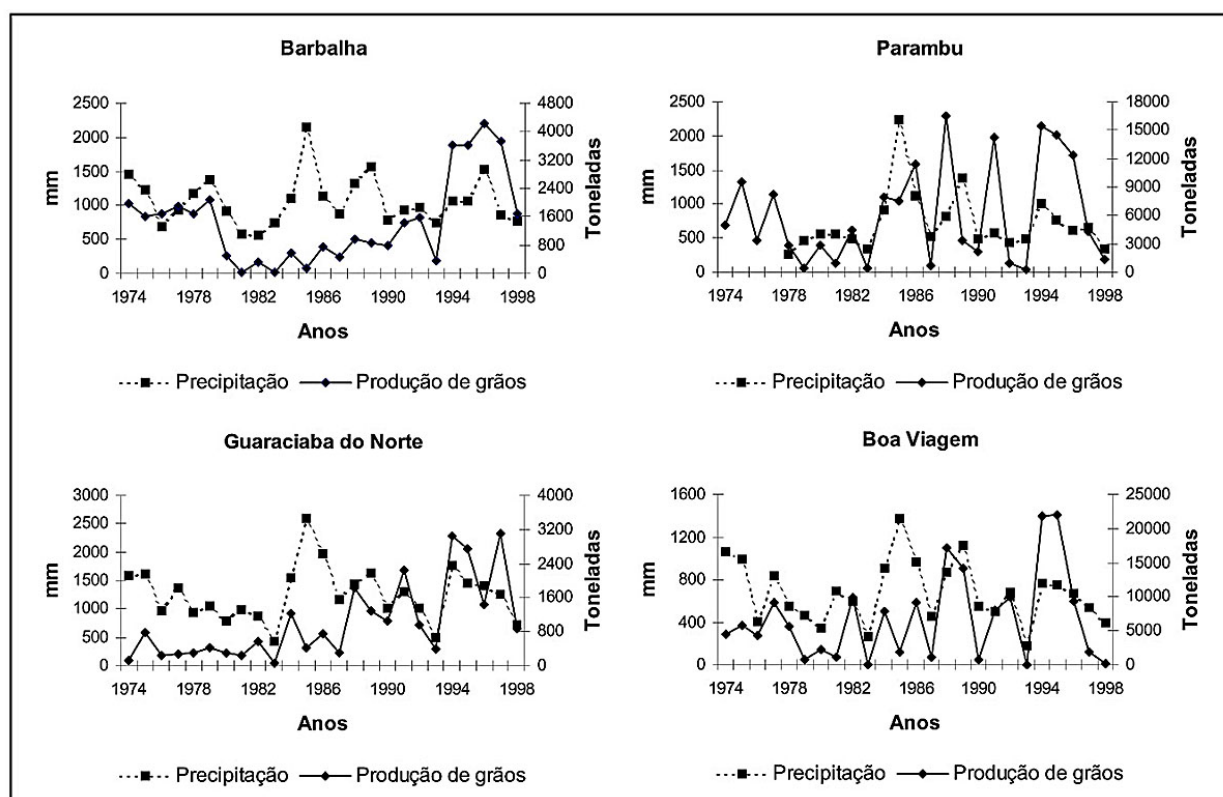 Barbalha
2500
2000
1500
1000
500
0
mm
4800
4000
3200
2400
1600
800
0
Toneladas
1974 1978 1982 1986 1990 1994 1998
Anos
Precipitação Produção de grãos
Parambu
2500
2000
1500
1000
500
0
mm
18000
15000
12000
9000
6000
3000
0
Toneladas
1974 1978 1982 1986 1990 1994 1998
Anos
Precipitação Produção de grãos
Guaraciaba do Norte
3000
2500
2000
1500
1000
500
0
mm
4000
3200
2400
1600
800
0
Toneladas
1974 1978 1982 1986 1990 1994 1998
Anos
Precipitação Produção de grãos
Boa Viagem
1600
1200
800
400
0
mm
25000
20000
15000
10000
5000
0
Toneladas
1974 1978 1982 1986 1990 1994 1998
Anos
Precipitação Produção de grãos